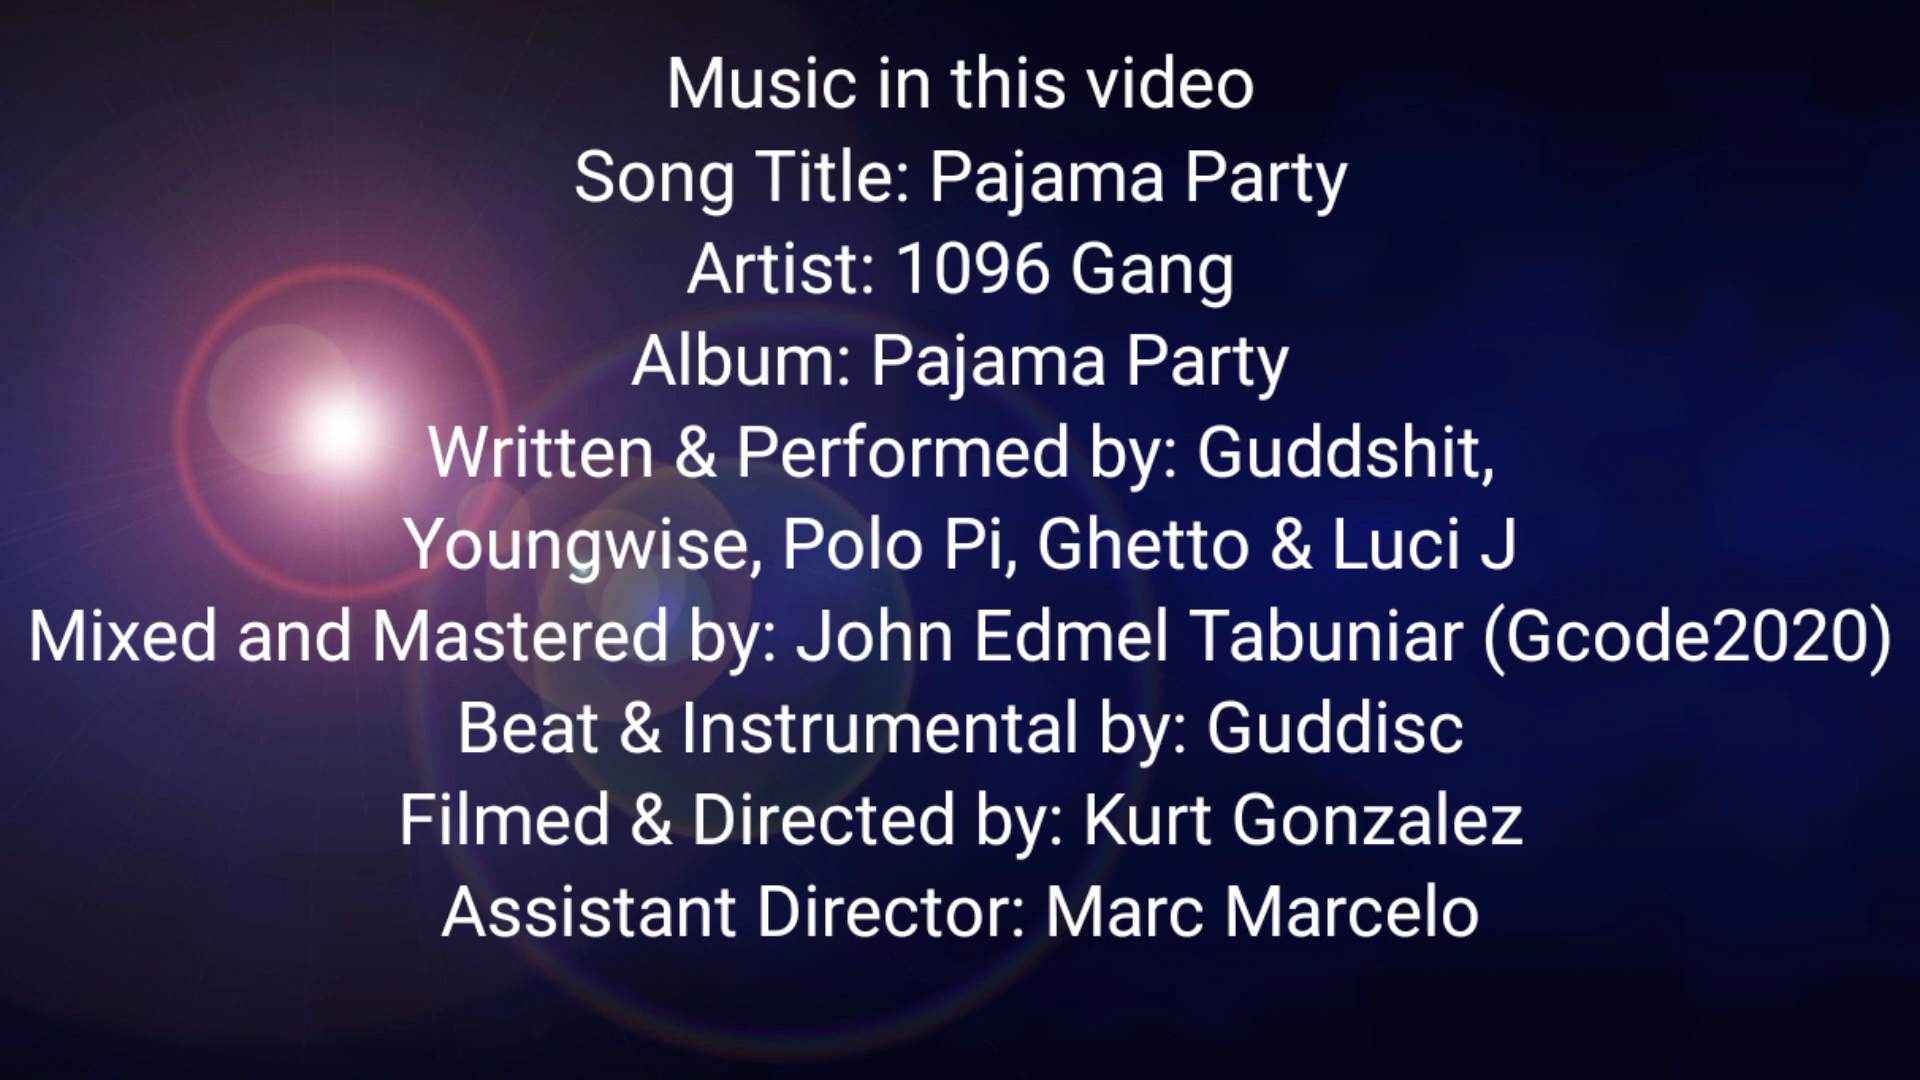 Music in this video
Song Title: Pajama Party
Artist: 1096 Gang
Album: Pajama Party
Written & Performed by: Guddshit,
Youngwise, Polo Pi, Ghetto & Luci J
Mixed and Mastered by: John Edmel Tabuniar (Gcode2020)
Beat & Instrumental by: Guddisc
Filmed & Directed by: Kurt Gonzalez
Assistant Director: Marc Marcelo